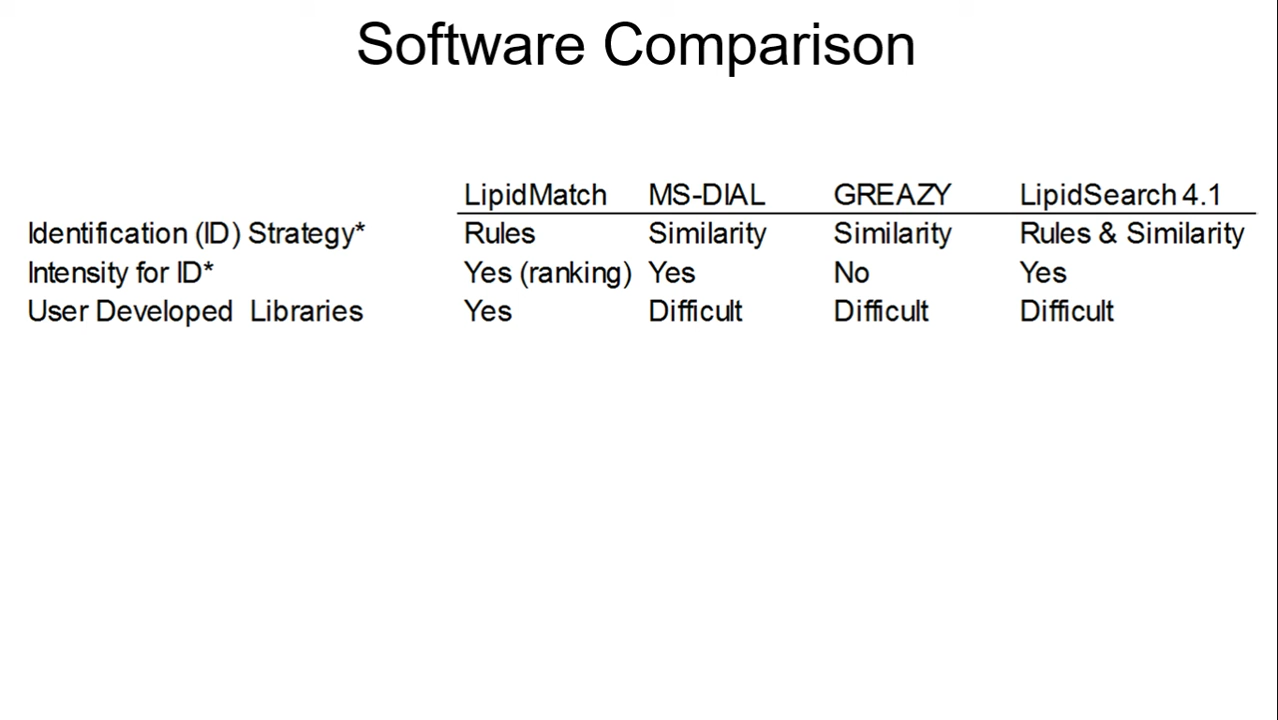 Software Comparison
LipidMatch MS-DIAL GREAZY LipidSearch 4.1
Identification (ID) Strategy* Rules Similarity Similarity Rules & Similarity
Intensity for ID* Yes (ranking) Yes No Yes
User Developed Libraries Yes Difficult Difficult Difficult